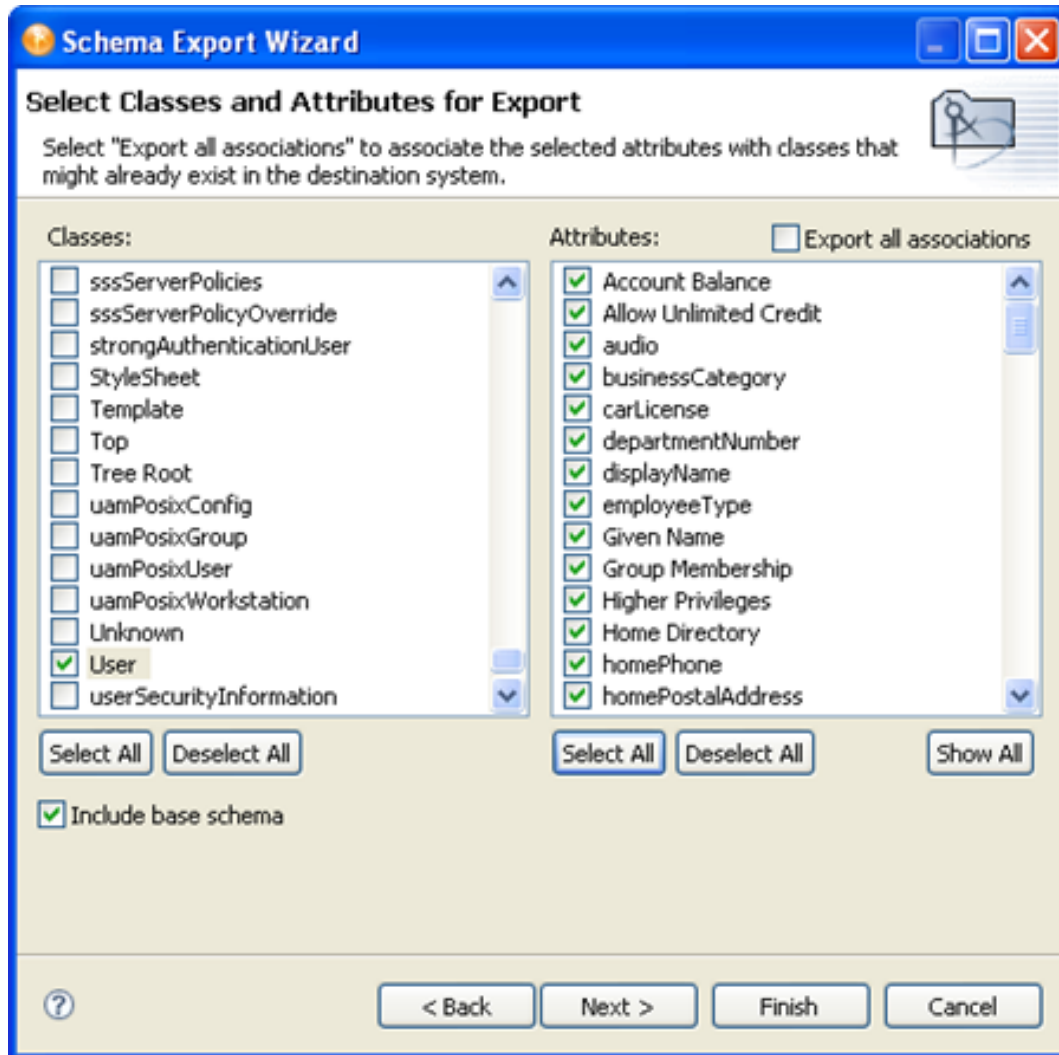 Schema Export Wizard
Select Classes and Attributes for Export
Select "Export all associations" to associate the selected attributes with classes that
might already exist in the destination system.
Classes:
sssServerPolicies
sssServerPolicyOverride
strongAuthenticationUser
StyleSheet
Template
Top
Tree Root
uamPosixConfig
uamPosixGroup
uamPosixUser
uamPosixWorkstation
Unknown
User
userSecurityInformation
Select All
Deselect All
Include base schema
Attributes:
Export all associations
Account Balance
Allow Unlimited Credit
audio
businessCategory
carLicense
departmentNumber
displayName
employeeType
Given Name
Group Membership
Higher Privileges
Home Directory
homePhone
homePostalAddress
Select All
Deselect All
Show All
?
< Back
Next >
Finish
Cancel